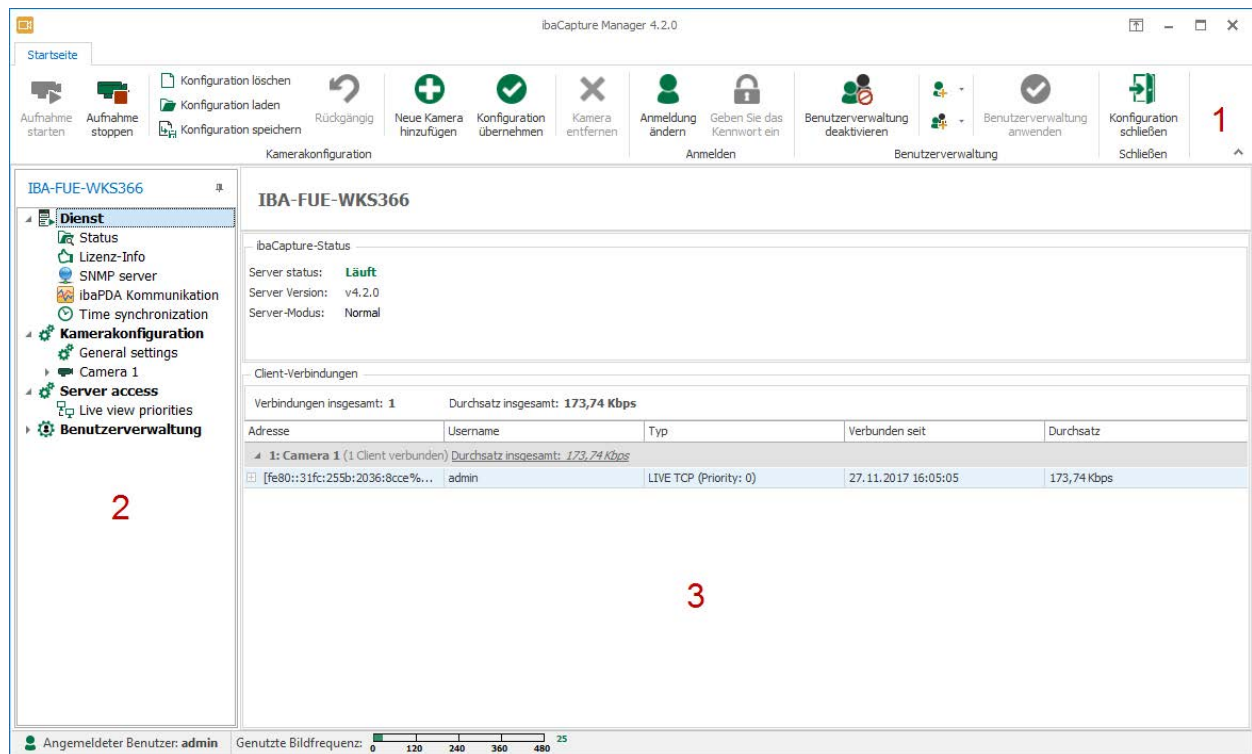 ibaCapture Manager 4.2.0
Startseite
Aufnahme starten
Aufnahme stoppen
Konfiguration löschen
Konfiguration laden
Konfiguration speichern
Rückgängig
Neue Kamera hinzufügen
Konfiguration übernehmen
Kamera entfernen
Kamerakonfiguration
Anmeldung ändern
Geben Sie das Kennwort ein
Anmelden
Benutzerverwaltung deaktivieren
Benutzerverwaltung anwenden
Benutzerverwaltung
Konfiguration schließen
Schließen
1
IBA-FUE-WKS366
Dienst
Status
Lizenz-Info
SNMP server
ibaPDA Kommunikation
Time synchronization
Kamerakonfiguration
General settings
Camera 1
Server access
Live view priorities
Benutzerverwaltung
2
IBA-FUE-WKS366
ibaCapture-Status
Server status: Läuft
Server Version: v4.2.0
Server-Modus: Normal
Client-Verbindungen
Verbindungen insgesamt: 1 Durchsatz insgesamt: 173,74 Kbps
Adresse Username Typ Verbunden seit Durchsatz
1: Camera 1 (1 Client verbunden) Durchsatz insgesamt: 173,74 Kbps
[fe80::31fc:255b:2036:8cce%... admin LIVE TCP (Priority: 0) 27.11.2017 16:05:05 173,74 Kbps
3
Angemeldeter Benutzer: admin Genutzte Bildfrequenz: 0 120 240 360 480 25